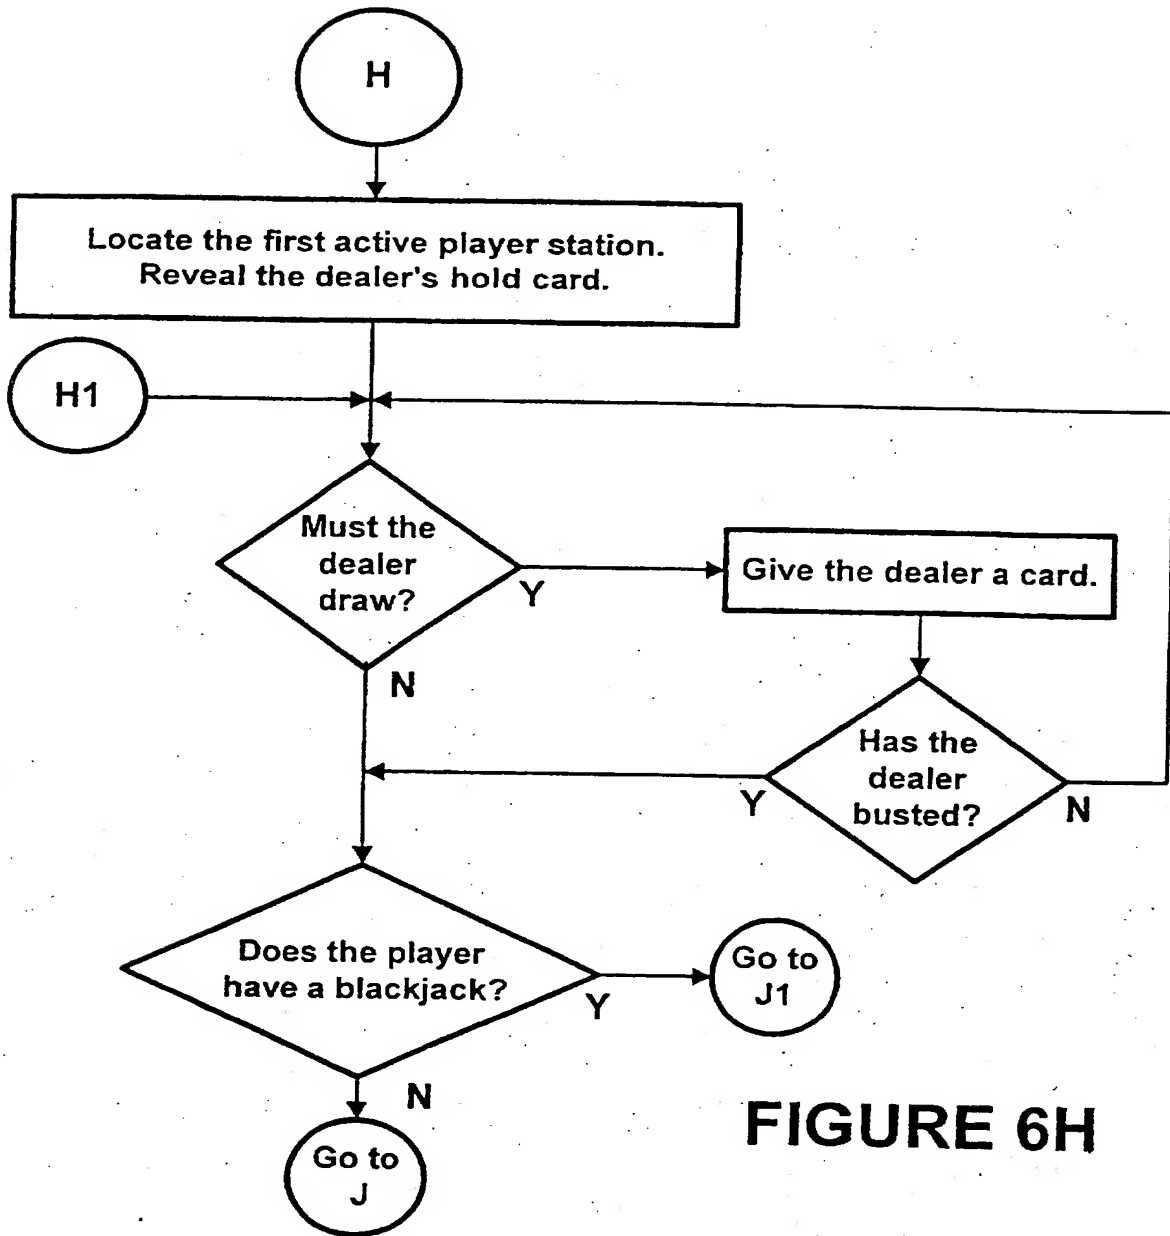 H
Locate the first active player station.
Reveal the dealer's hold card.
H1
Must the
dealer
draw?
Y
Give the dealer a card.
N
Has the
dealer
busted?
Y
N
Does the player
have a blackjack?
Y
Go to
J1
N
Go to
J
FIGURE 6H